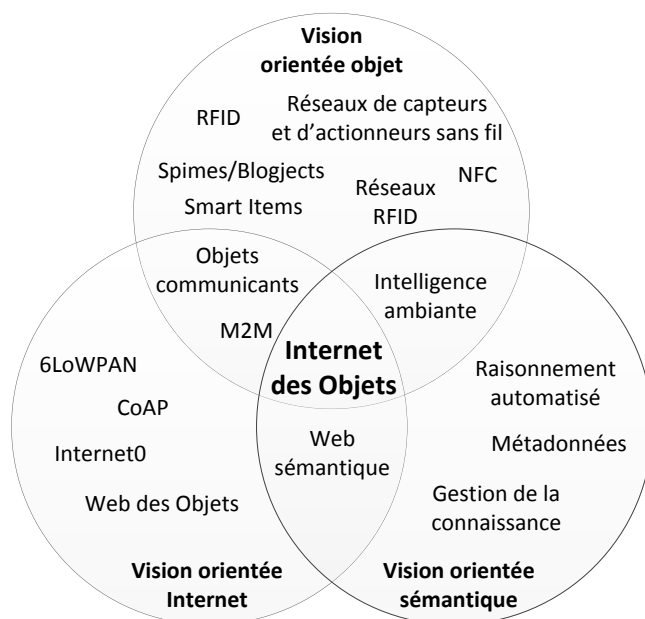 Vision
orientée objet
RFID
Réseaux de capteurs
et d'actionneurs sans fil
Spimes/Blogjects
NFC
Réseaux
RFID
Smart Items
Objets
communicants
Intelligence
ambiante
M2M
Internet
des Objets
6LoWPAN
CoAP
Internet0
Web des Objets
Web
sémantique
Raisonnement
automatisé
Métadonnées
Gestion de la
connaissance
Vision orientée
Internet
Vision orientée
sémantique